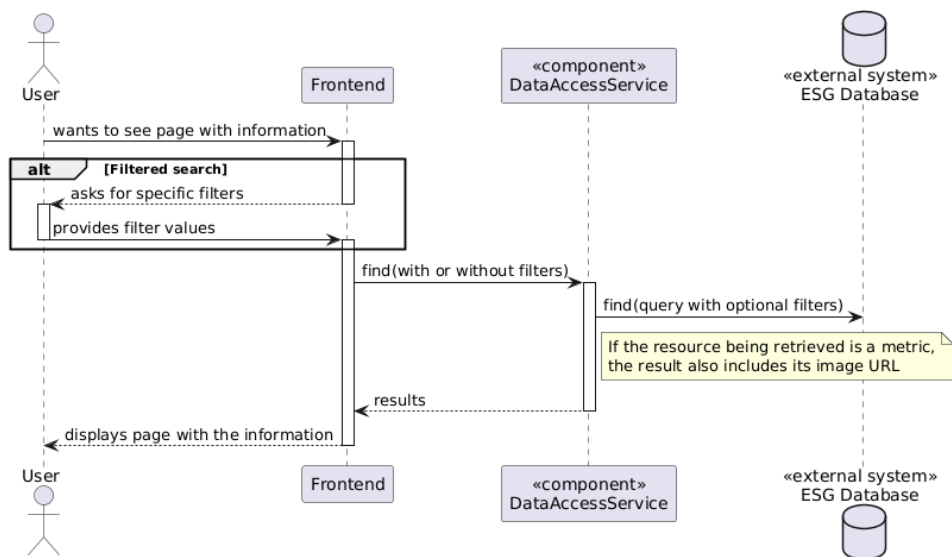 User
Frontend
«component»
DataAccessService
«external system»
ESG Database
wants to see page with information
alt [Filtered search]
asks for specific filters
provides filter values
find(with or without filters)
find(query with optional filters)
If the resource being retrieved is a metric,
the result also includes its image URL
results
displays page with the information
User
Frontend
«component»
DataAccessService
«external system»
ESG Database